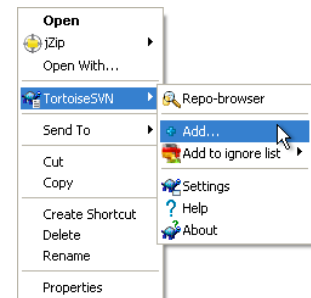 Open
jZip
Open With...
TortoiseSVN
Send To
Cut
Copy
Create Shortcut
Delete
Rename
Properties
Repo-browser
Add...
Add to ignore list
Settings
Help
About